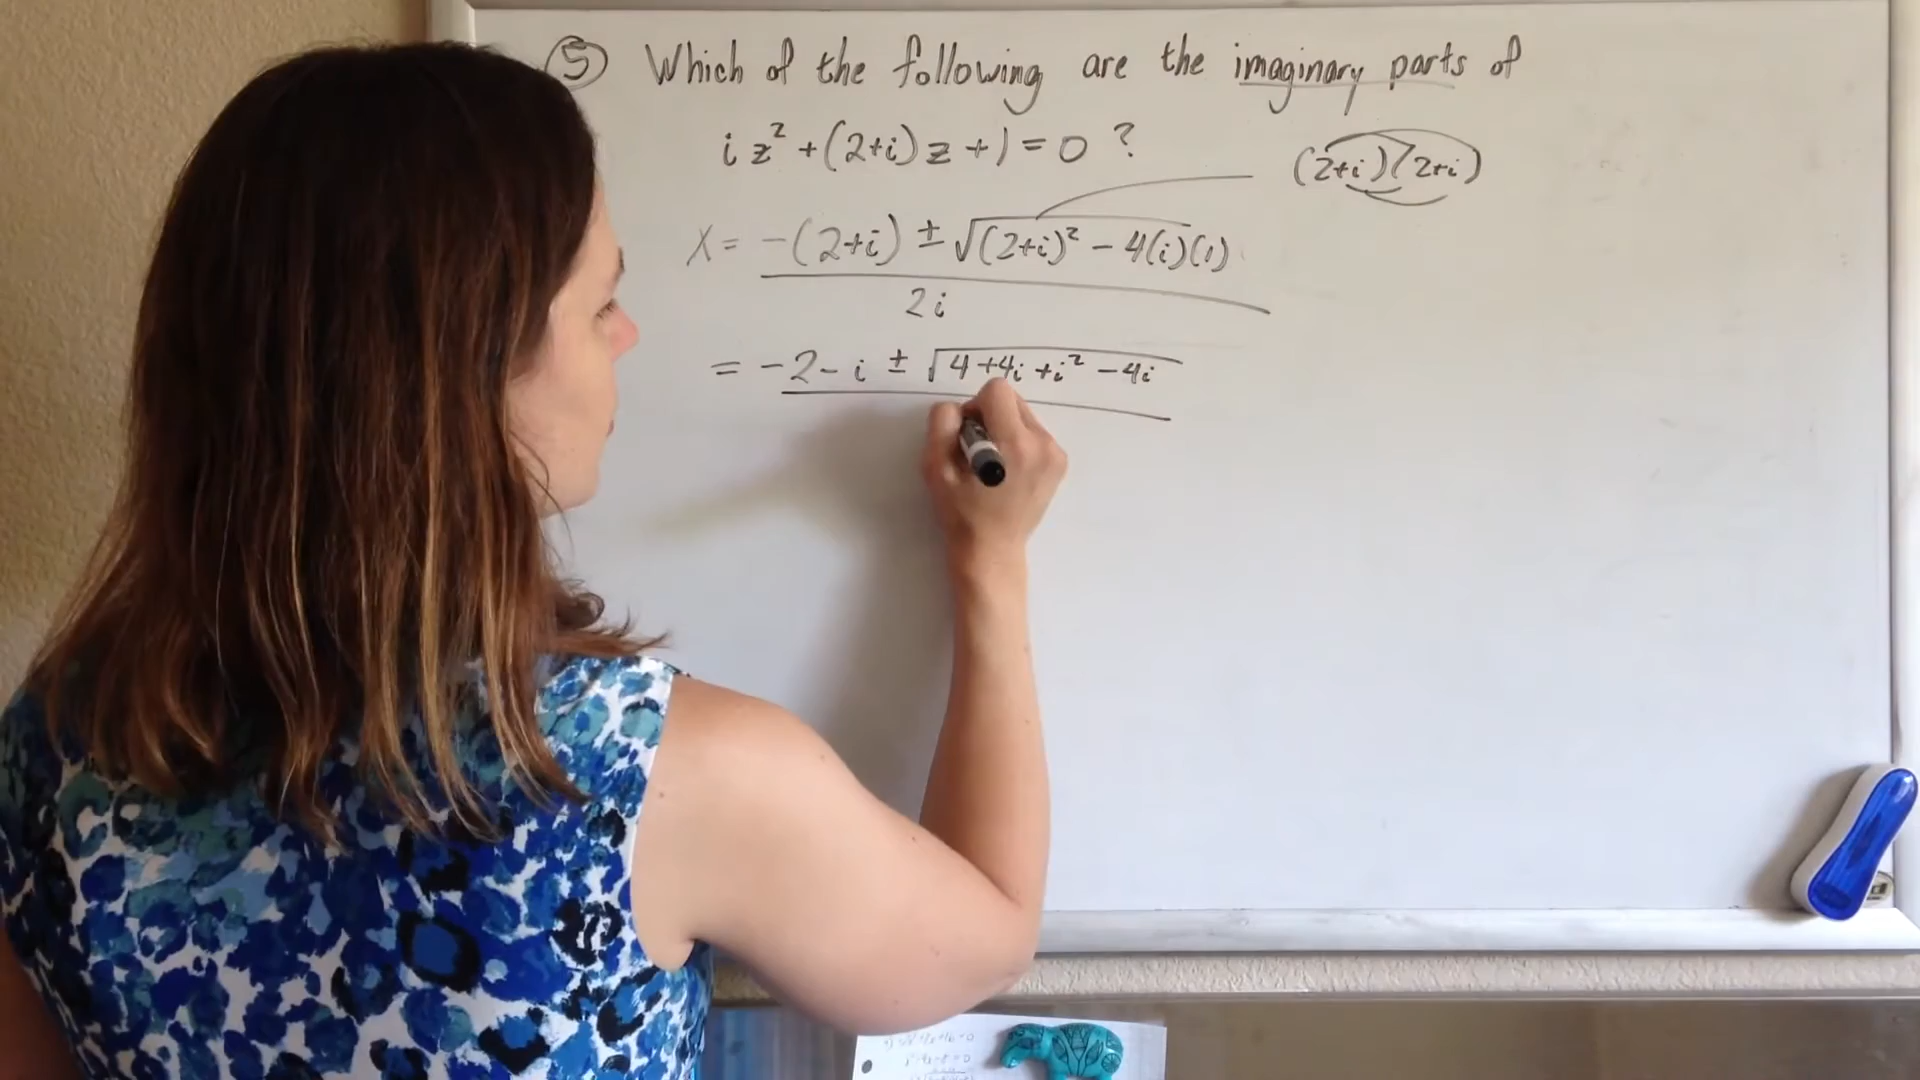 ⑤ Which of the following are the imaginary parts of
i z² + (2+i) z + 1 = 0 ?
(2+i)(2+i)
X = -(2+i) ± √(2+i)² - 4(i)(1)
2i
= -2 - i ± √4 + 4i + i² - 4i